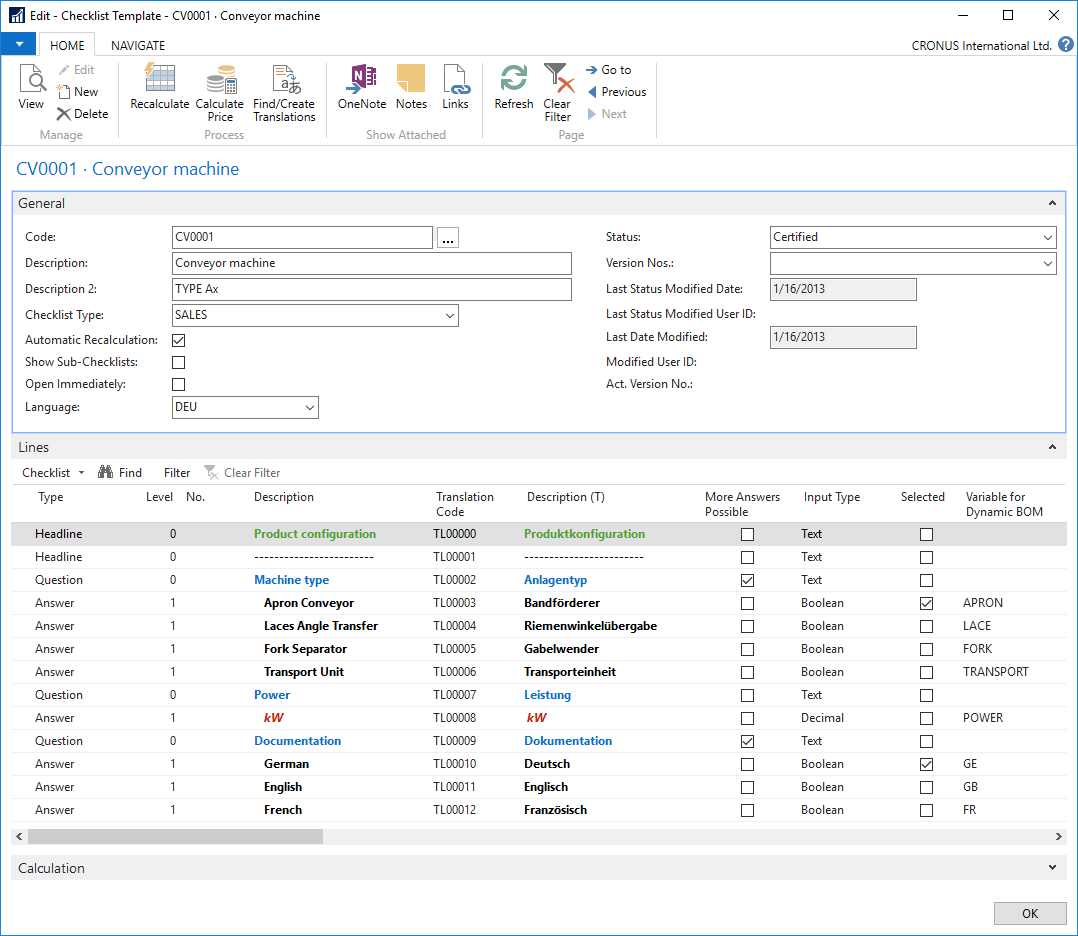 Edit - Checklist Template - CV0001 · Conveyor machine
HOME NAVIGATE CRONUS International Ltd. ?
View Edit New Delete Recalculate Calculate Price Find/Create Translations OneNote Notes Links Refresh Clear Filter Go to Previous Next
Manage Process Show Attached Page
CV0001 · Conveyor machine
General
Code: CV0001 ... Status: Certified
Description: Conveyor machine Version Nos.:
Description 2: TYPE Ax Last Status Modified Date: 1/16/2013
Checklist Type: SALES Last Status Modified User ID:
Automatic Recalculation: Last Date Modified: 1/16/2013
Show Sub-Checklists: Modified User ID:
Open Immediately: Act. Version No.:
Language: DEU
Lines
Checklist Find Filter Clear Filter
Type Level No. Description Translation Code Description (T) More Answers Possible Input Type Selected Variable for Dynamic BOM
Headline 0 Product configuration TL00000 Produktkonfiguration Text
Headline 0 ------------------------ TL00001 ------------------------ Text
Question 0 Machine type TL00002 Anlagentyp Text
Answer 1 Apron Conveyor TL00003 Bandförderer Boolean APRON
Answer 1 Laces Angle Transfer TL00004 Riemenwinkelübergabe Boolean LACE
Answer 1 Fork Separator TL00005 Gabelwender Boolean FORK
Answer 1 Transport Unit TL00006 Transporteinheit Boolean TRANSPORT
Question 0 Power TL00007 Leistung Text
Answer 1 kW TL00008 kW Decimal POWER
Question 0 Documentation TL00009 Dokumentation Text
Answer 1 German TL00010 Deutsch Boolean GE
Answer 1 English TL00011 Englisch Boolean GB
Answer 1 French TL00012 Französisch Boolean FR
Calculation
OK